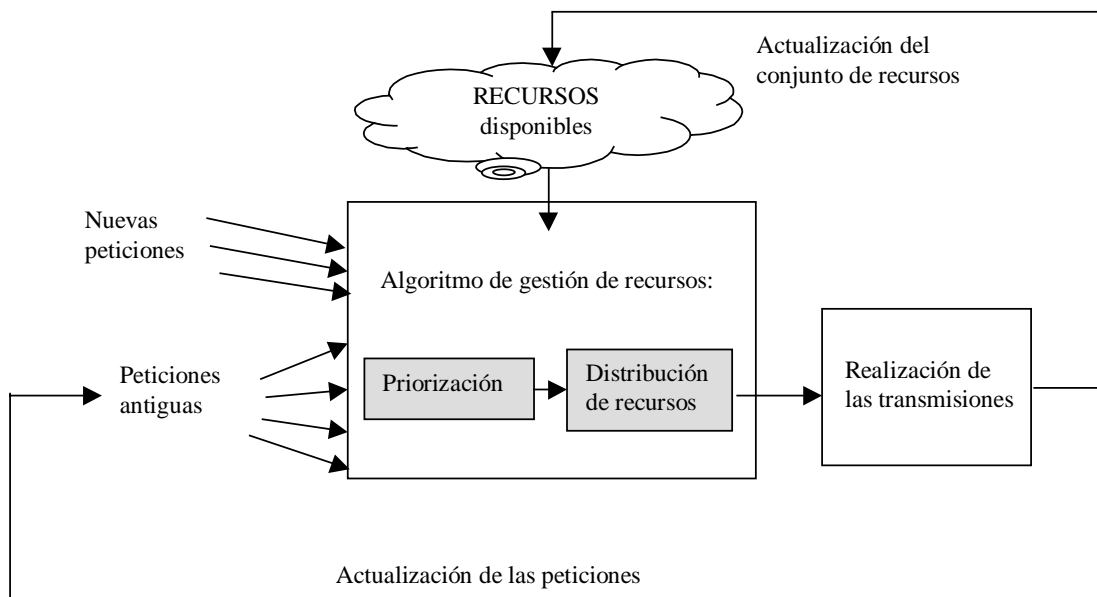 Actualización del
conjunto de recursos
RECURSOS
disponibles
Nuevas
peticiones
Algoritmo de gestión de recursos:
Peticiones
antiguas
Priorización
Distribución
de recursos
Realización de
las transmisiones
Actualización de las peticiones